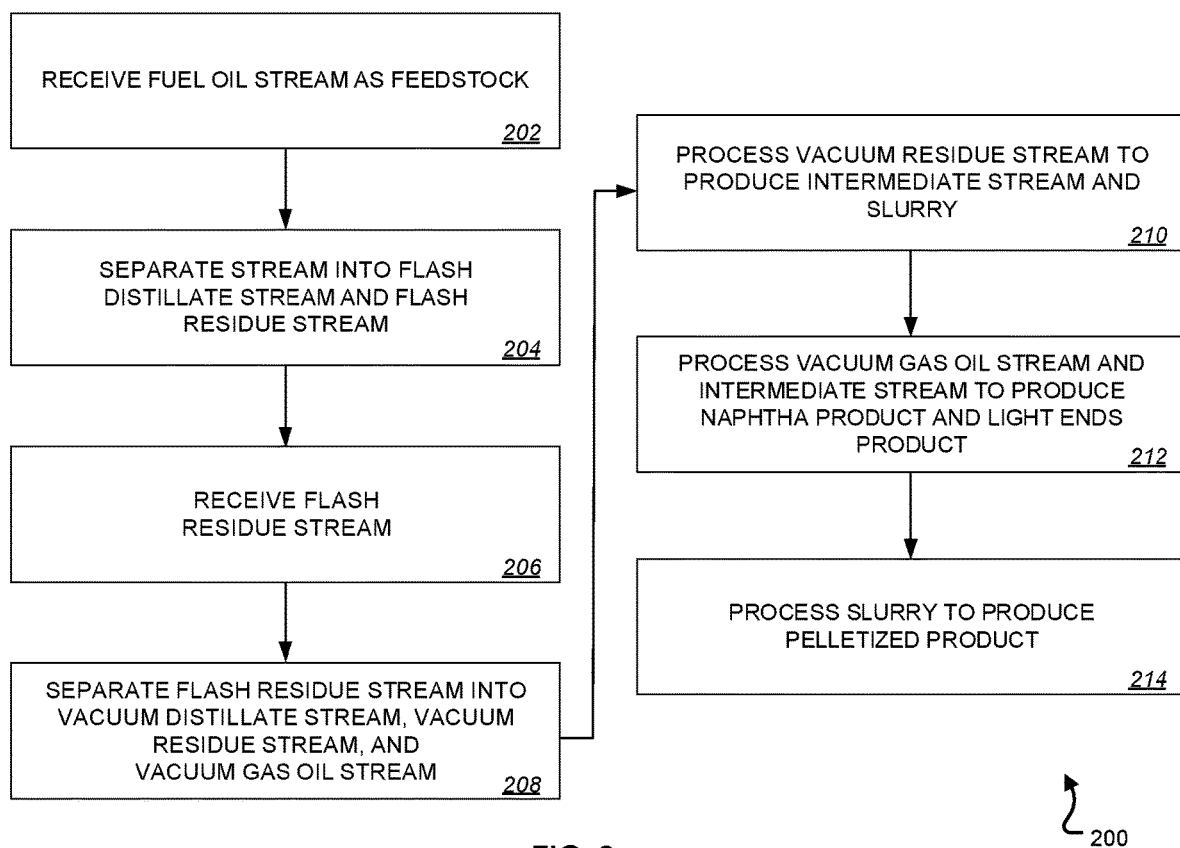 RECEIVE FUEL OIL STREAM AS FEEDSTOCK
202
SEPARATE STREAM INTO FLASH
DISTILLATE STREAM AND FLASH
RESIDUE STREAM
204
RECEIVE FLASH
RESIDUE STREAM
206
SEPARATE FLASH RESIDUE STREAM INTO
VACUUM DISTILLATE STREAM, VACUUM
RESIDUE STREAM, AND
VACUUM GAS OIL STREAM
208
PROCESS VACUUM RESIDUE STREAM TO
PRODUCE INTERMEDIATE STREAM AND
SLURRY
210
PROCESS VACUUM GAS OIL STREAM AND
INTERMEDIATE STREAM TO PRODUCE
NAPHTHA PRODUCT AND LIGHT ENDS
PRODUCT
212
PROCESS SLURRY TO PRODUCE
PELLETIZED PRODUCT
214
200